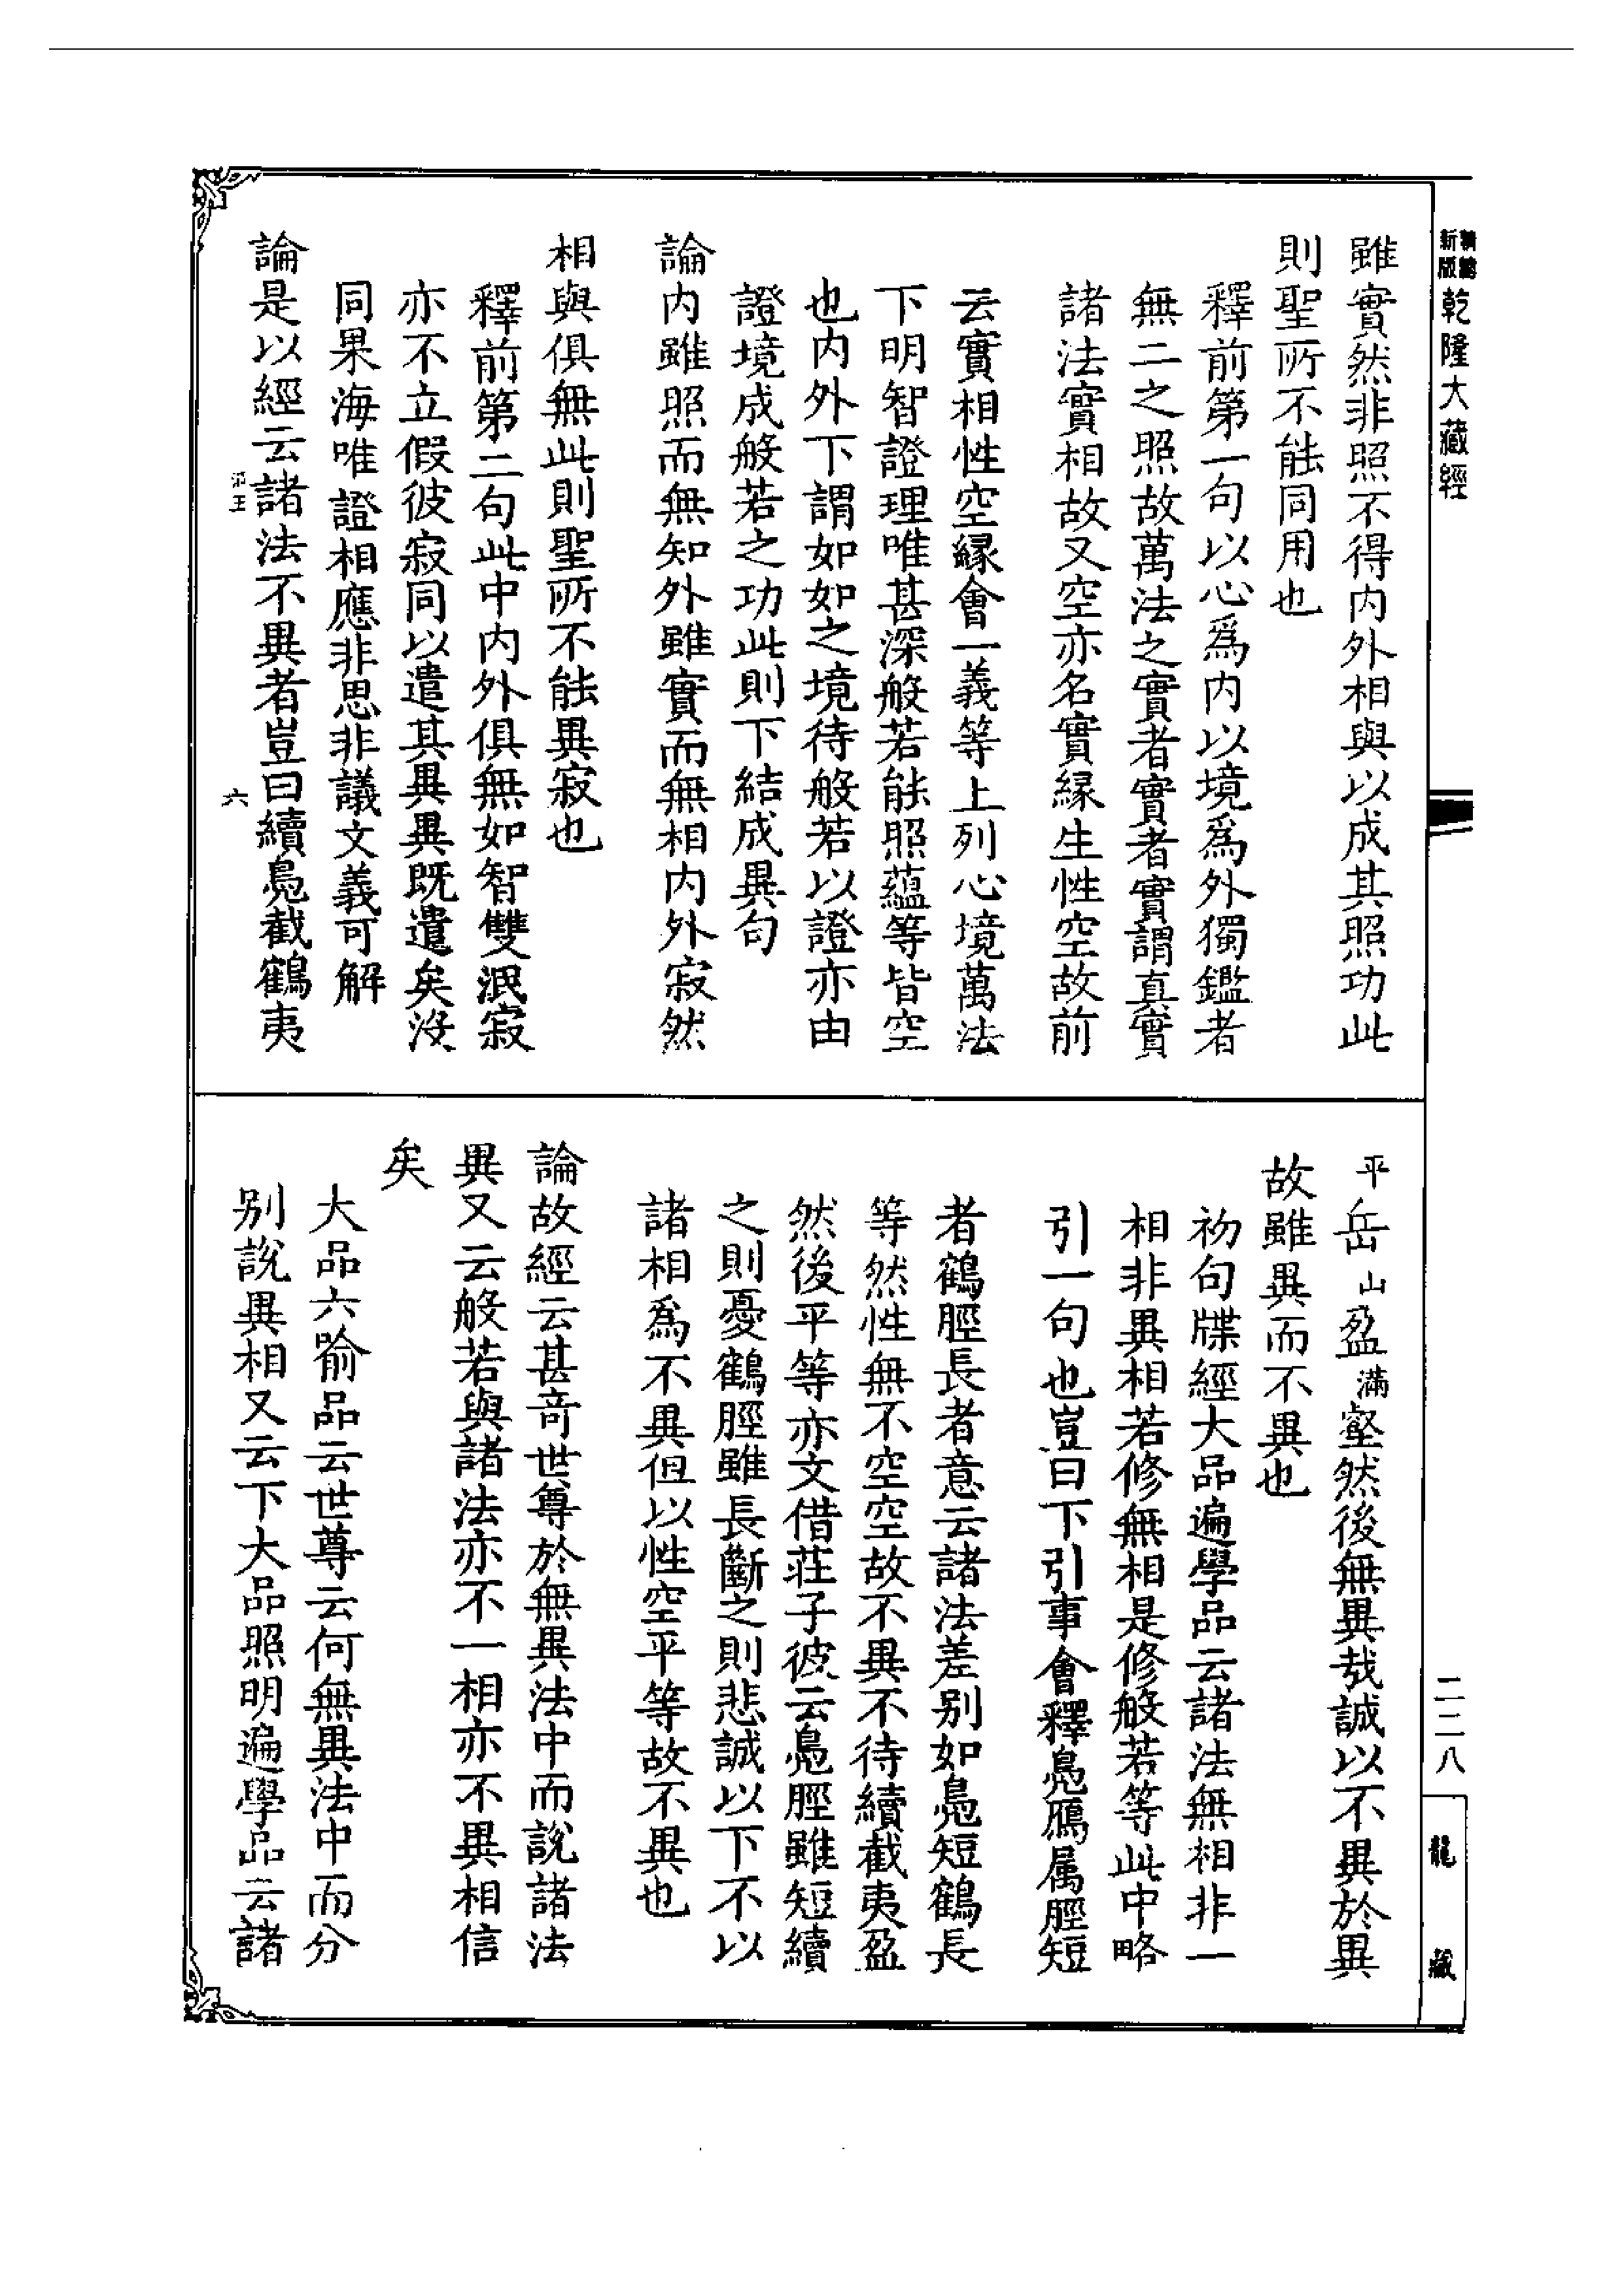 新版
乾隆大藏經
雖實然非照不得内外相與以成其照功此
則聖所不能同用也
釋前第一句以心爲内以境爲外獨鑑者
無二之照故萬法之實者實者實謂真實
諸法實相故又空亦名實縁生性空故前
云實相性空縁會一義等上列心境萬法
下明智證理唯甚深般若能照蘊等皆空
也内外下謂如如之境待般若以證亦由
證境成般若之功此則下結成異句
論内雖照而無知外雖實而無相内外寂然
相與俱無此則聖所不能異寂也
釋前第二句此中内外俱無如智雙泯寂
亦不立假彼寂同以遣其異異既遣矣没
同果海唯證相應非思非議文義可解
論是以經云諸法不異者豈曰續鳧截鶴夷
六
平
岳山盈滿壑然後無異哉誠以不異於異
故雖異而不異也
初句牒經大品遍學品云諸法無相非一
相非異相若修無相是修般若等此中略
引一句也豈曰下引事會釋鳧鴈属脛短
者鶴脛長者意云諸法差别如鳧短鶴長
等然性無不空空故不異不待續截夷盈
然後平等亦文借莊子彼云鳧脛雖短續
之則憂鶴脛雖長斷之則悲誠以下不以
諸相爲不異但以性空平等故不異也
論故經云甚奇世尊於無異法中而說諸法
異又云般若與諸法亦不一相亦不異相信
矣
大品六喻品云世尊云何無異法中而分
别說異相又云下大品照明遍學品云諸
二二八
龍藏